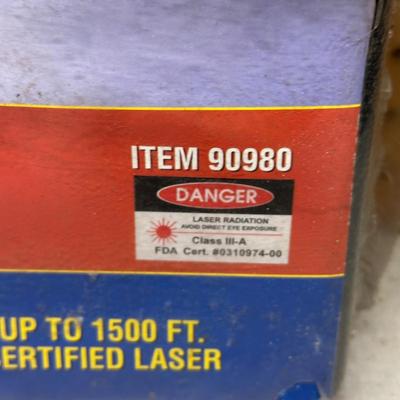 ITEM 90980
DANGER
LASER RADIATION
AVOID DIRECT EYE EXPOSURE
Class III-A
FDA Cert. #0310974-00
UP TO 1500 FT.
CERTIFIED LASER